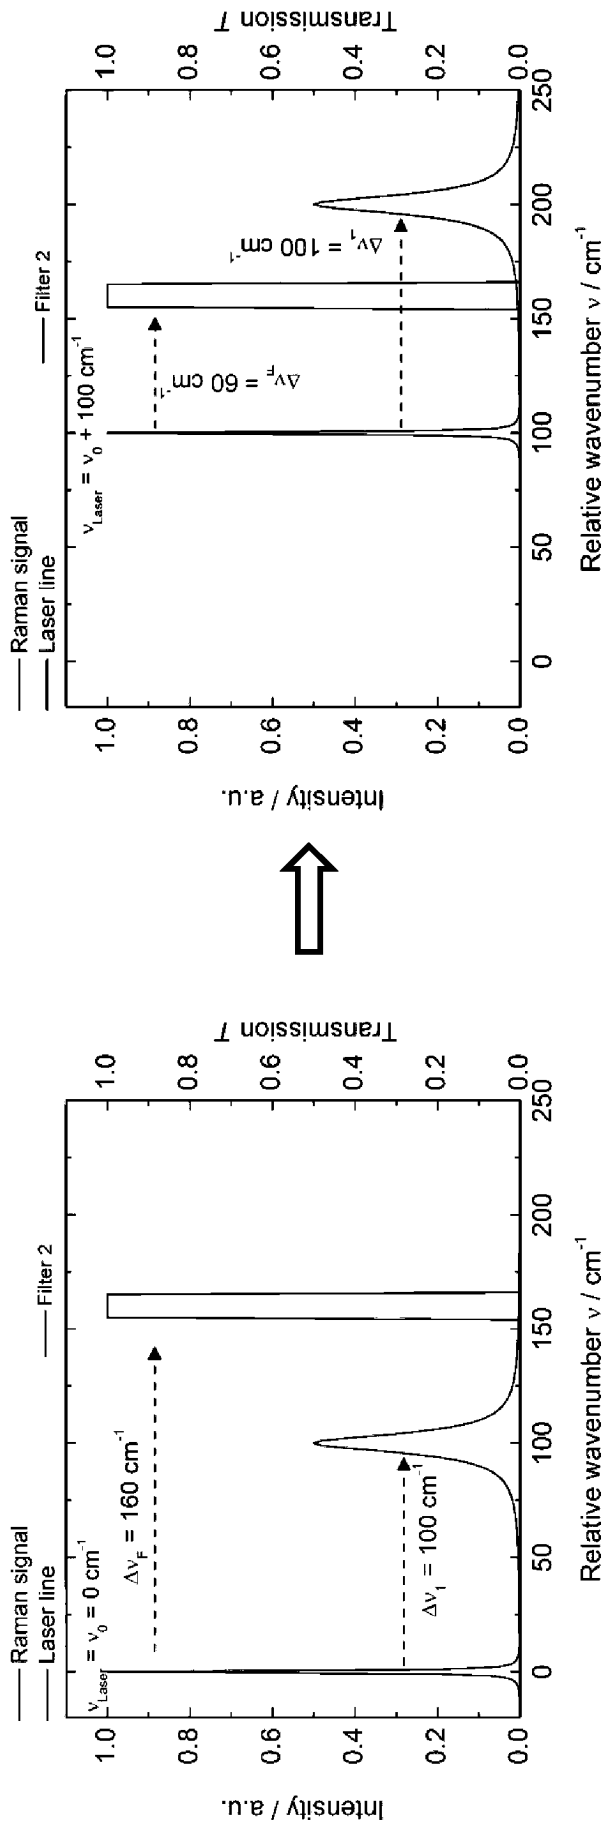 Raman signal
Laser line
Filter 2
ν_Laser = ν_0 = 0 cm^-1
Δν_F = 160 cm^-1
Δν_1 = 100 cm^-1
Intensity / a.u.
1.0
0.8
0.6
0.4
0.2
0.0
Transmission T
1.0
0.8
0.6
0.4
0.2
0.0
0 50 100 150 200 250
Relative wavenumber ν / cm^-1
Raman signal
Laser line
Filter 2
ν_Laser = ν_0 + 100 cm^-1
Δν_F = 60 cm^-1
Δν_1 = 100 cm^-1
Intensity / a.u.
1.0
0.8
0.6
0.4
0.2
0.0
Transmission T
1.0
0.8
0.6
0.4
0.2
0.0
0 50 100 150 200 250
Relative wavenumber ν / cm^-1